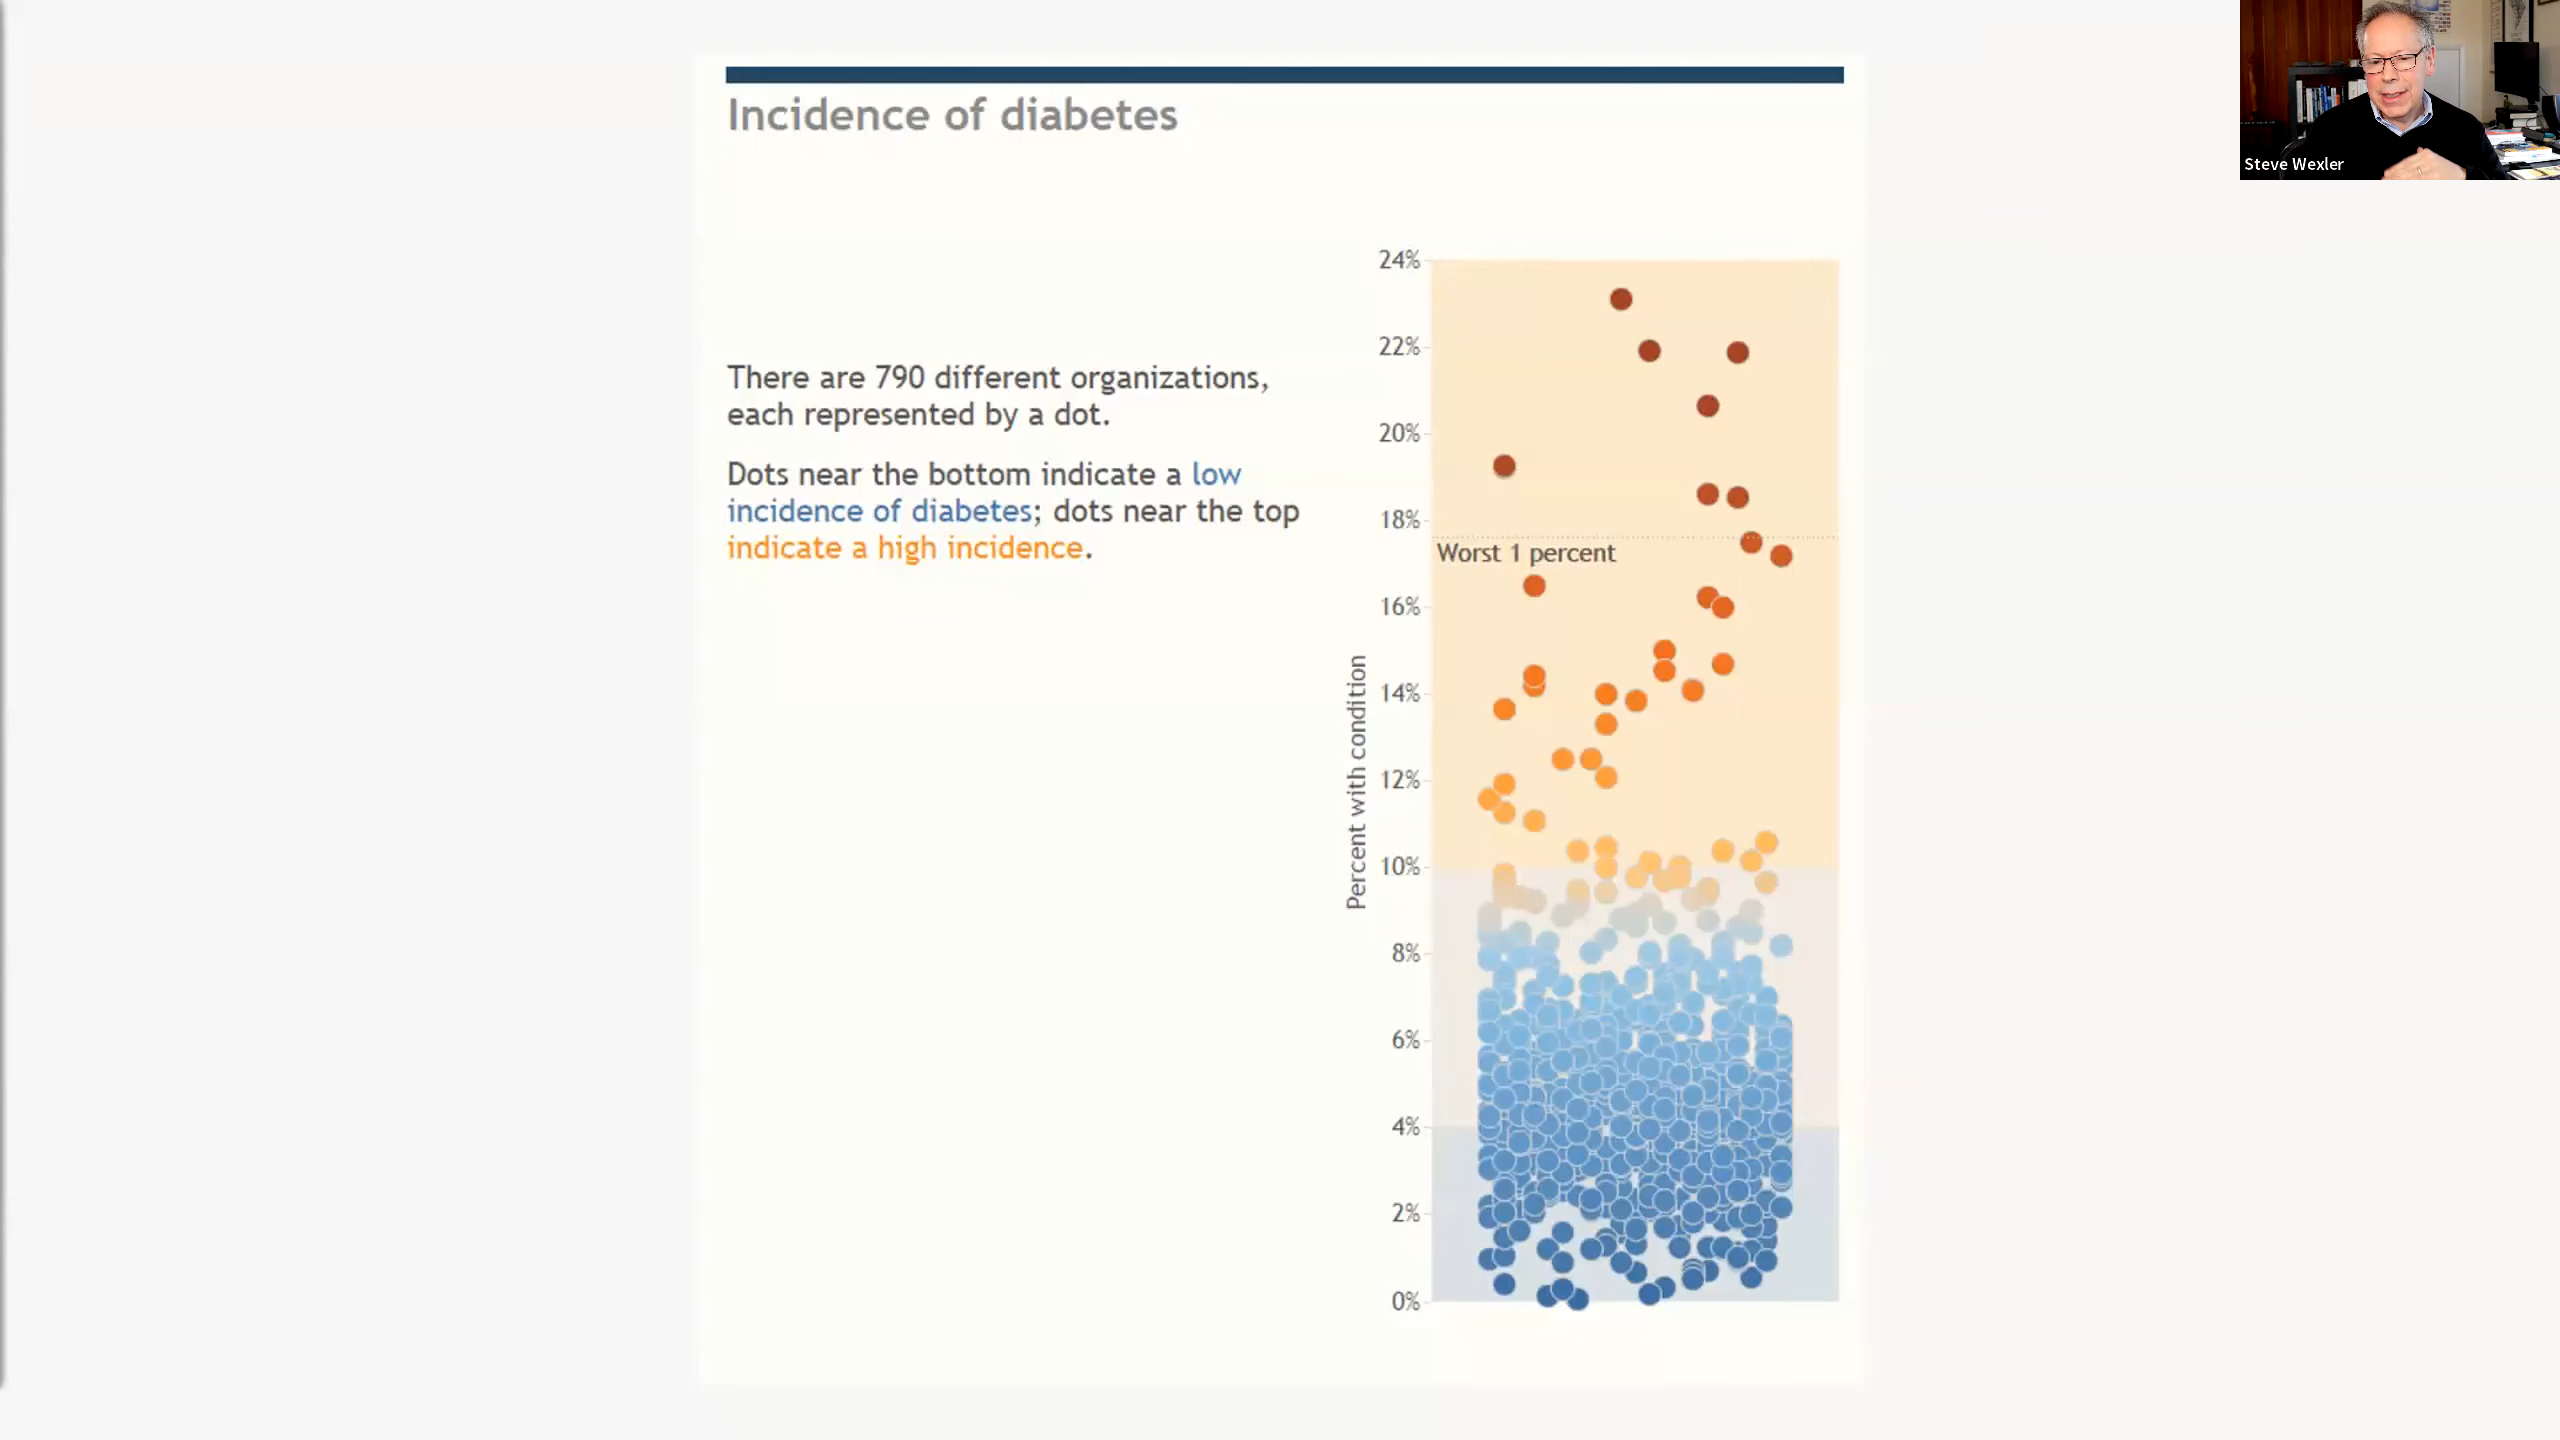 Incidence of diabetes
There are 790 different organizations,
each represented by a dot.
Dots near the bottom indicate a low
incidence of diabetes; dots near the top
indicate a high incidence.
Percent with condition
24%
22%
20%
18%
16%
14%
12%
10%
8%
6%
4%
2%
0%
Worst 1 percent
Steve Wexler